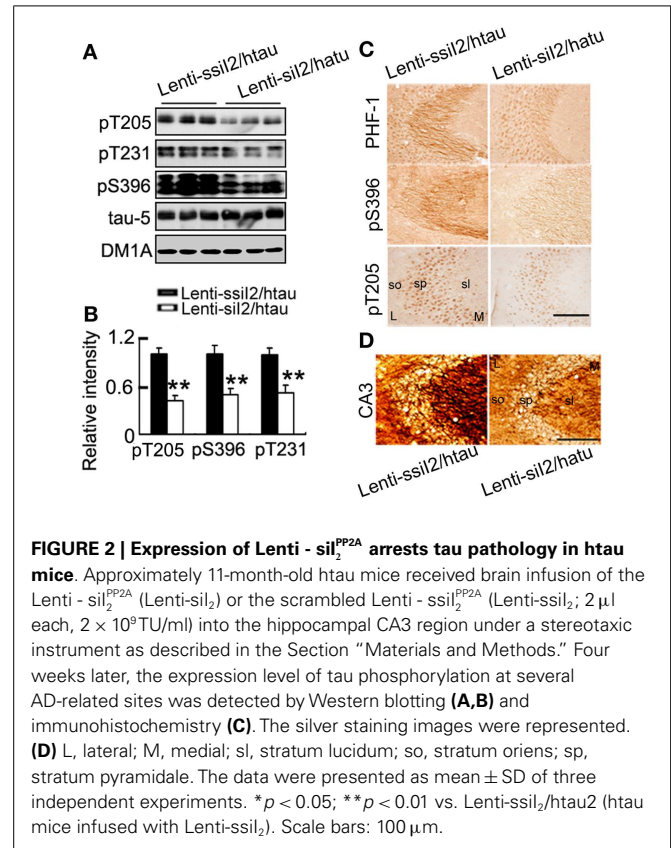 A
Lenti-ssil2/htau
Lenti-sil2/hatu
pT205
pT231
pS396
tau-5
DM1A
Lenti-ssil2/htau
Lenti-sil2/htau
B
Relative intensity
1.2
0.6
0
**
**
**
pT205 pS396 pT231
C
Lenti-ssil2/htau
Lenti-sil2/hatu
PHF-1
pS396
pT205
so sp sl
L M
D
CA3
L M
so sp sl
Lenti-ssil2/htau
Lenti-sil2/hatu
FIGURE 2 | Expression of Lenti - sil₂^PP2A arrests tau pathology in htau
mice. Approximately 11-month-old htau mice received brain infusion of the
Lenti - sil₂^PP2A (Lenti-sil₂) or the scrambled Lenti - ssil₂^PP2A (Lenti-ssil₂; 2 μl
each, 2 × 10⁹ TU/ml) into the hippocampal CA3 region under a stereotaxic
instrument as described in the Section “Materials and Methods.” Four
weeks later, the expression level of tau phosphorylation at several
AD-related sites was detected by Western blotting (A,B) and
immunohistochemistry (C). The silver staining images were represented.
(D) L, lateral; M, medial; sl, stratum lucidum; so, stratum oriens; sp,
stratum pyramidale. The data were presented as mean ± SD of three
independent experiments. *p < 0.05; **p < 0.01 vs. Lenti-ssil₂/htau2 (htau
mice infused with Lenti-ssil₂). Scale bars: 100 μm.